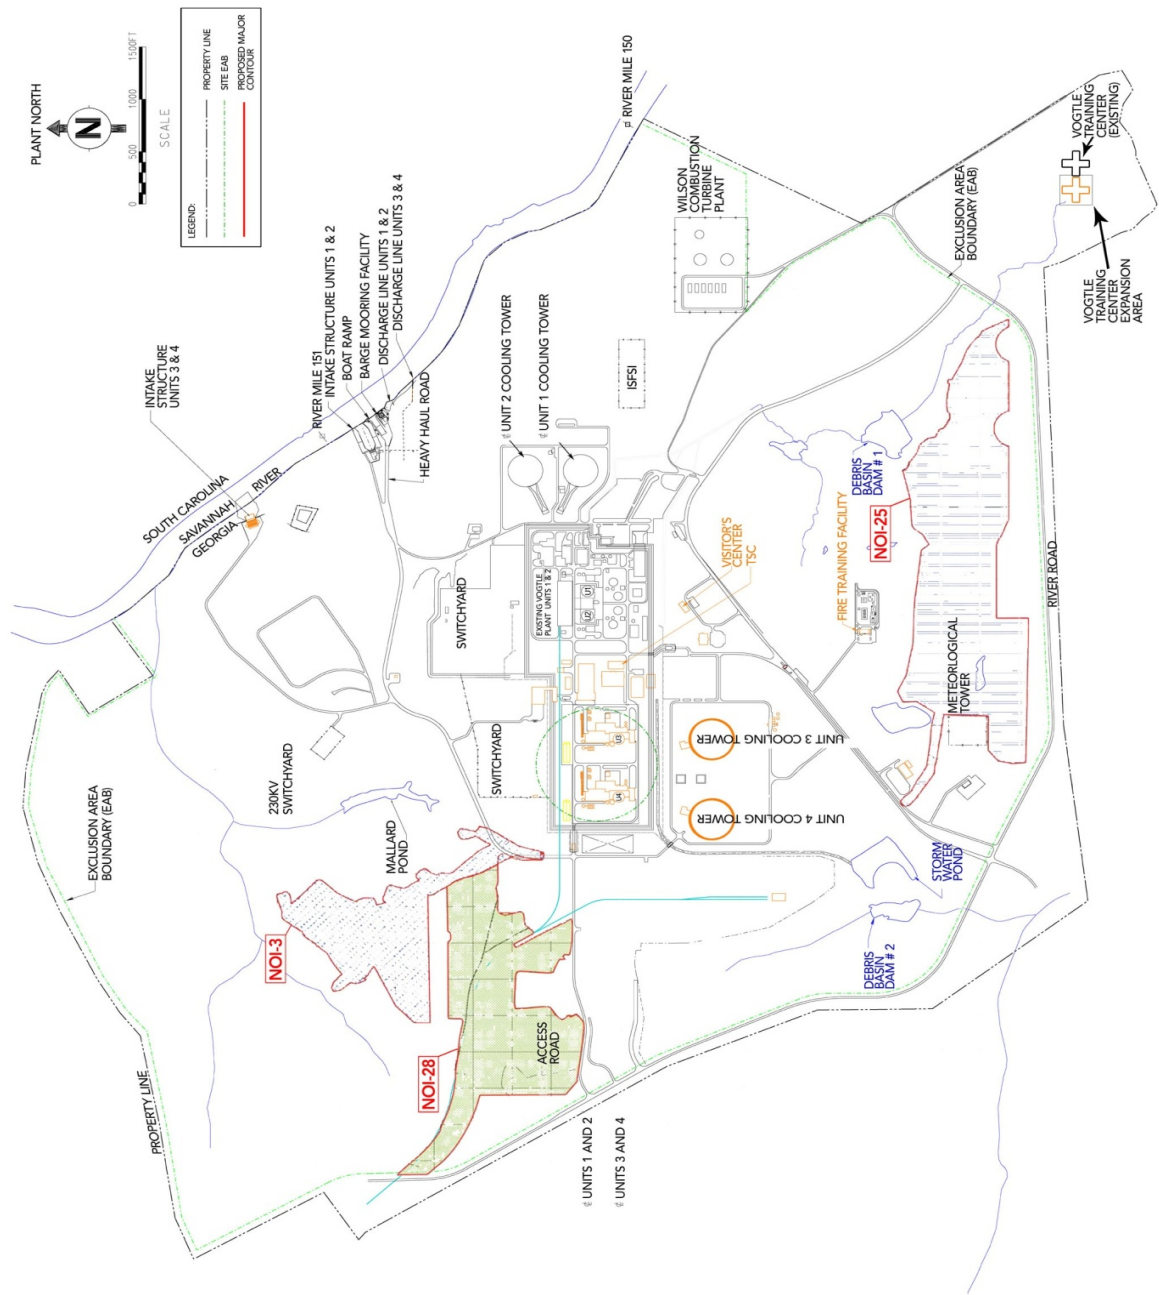 PLANT NORTH
N
0
500
1000
1500FT
SCALE
LEGEND:
PROPERTY LINE
SITE EAB
PROPOSED MAJOR
CONTOUR
RIVER MILE 150
INTAKE
STRUCTURE
UNITS 3 & 4
RIVER MILE 151
INTAKE STRUCTURE UNITS 1 & 2
BOAT RAMP
BARGE MOORING FACILITY
DISCHARGE LINE UNITS 1 & 2
DISCHARGE LINE UNITS 3 & 4
HEAVY HAUL ROAD
SOUTH CAROLINA
SAVANNAH RIVER
GEORGIA
UNIT 2 COOLING TOWER
UNIT 1 COOLING TOWER
ISFSI
WILSON
COMBUSTION
TURBINE
PLANT
VOGTLE
TRAINING
CENTER
(EXISTING)
EXCLUSION AREA
BOUNDARY (EAB)
VOGTLE
TRAINING
CENTER
EXPANSION
AREA
SWITCHYARD
EXISTING VOGTLE
PLANT UNITS 1 & 2
U2
U1
VISITOR'S
CENTER
TSC
DEBRIS
BASIN
DAM # 1
NOI-25
FIRE TRAINING FACILITY
RIVER ROAD
METEORLOGICAL
TOWER
230KV
SWITCHYARD
SWITCHYARD
U3
U4
UNIT 3 COOLING TOWER
UNIT 4 COOLING TOWER
EXCLUSION AREA
BOUNDARY (EAB)
MALLARD
POND
NOI-3
STORM
WATER
POND
DEBRIS
BASIN
DAM # 2
PROPERTY LINE
NOI-28
ACCESS
ROAD
UNITS 1 AND 2
UNITS 3 AND 4